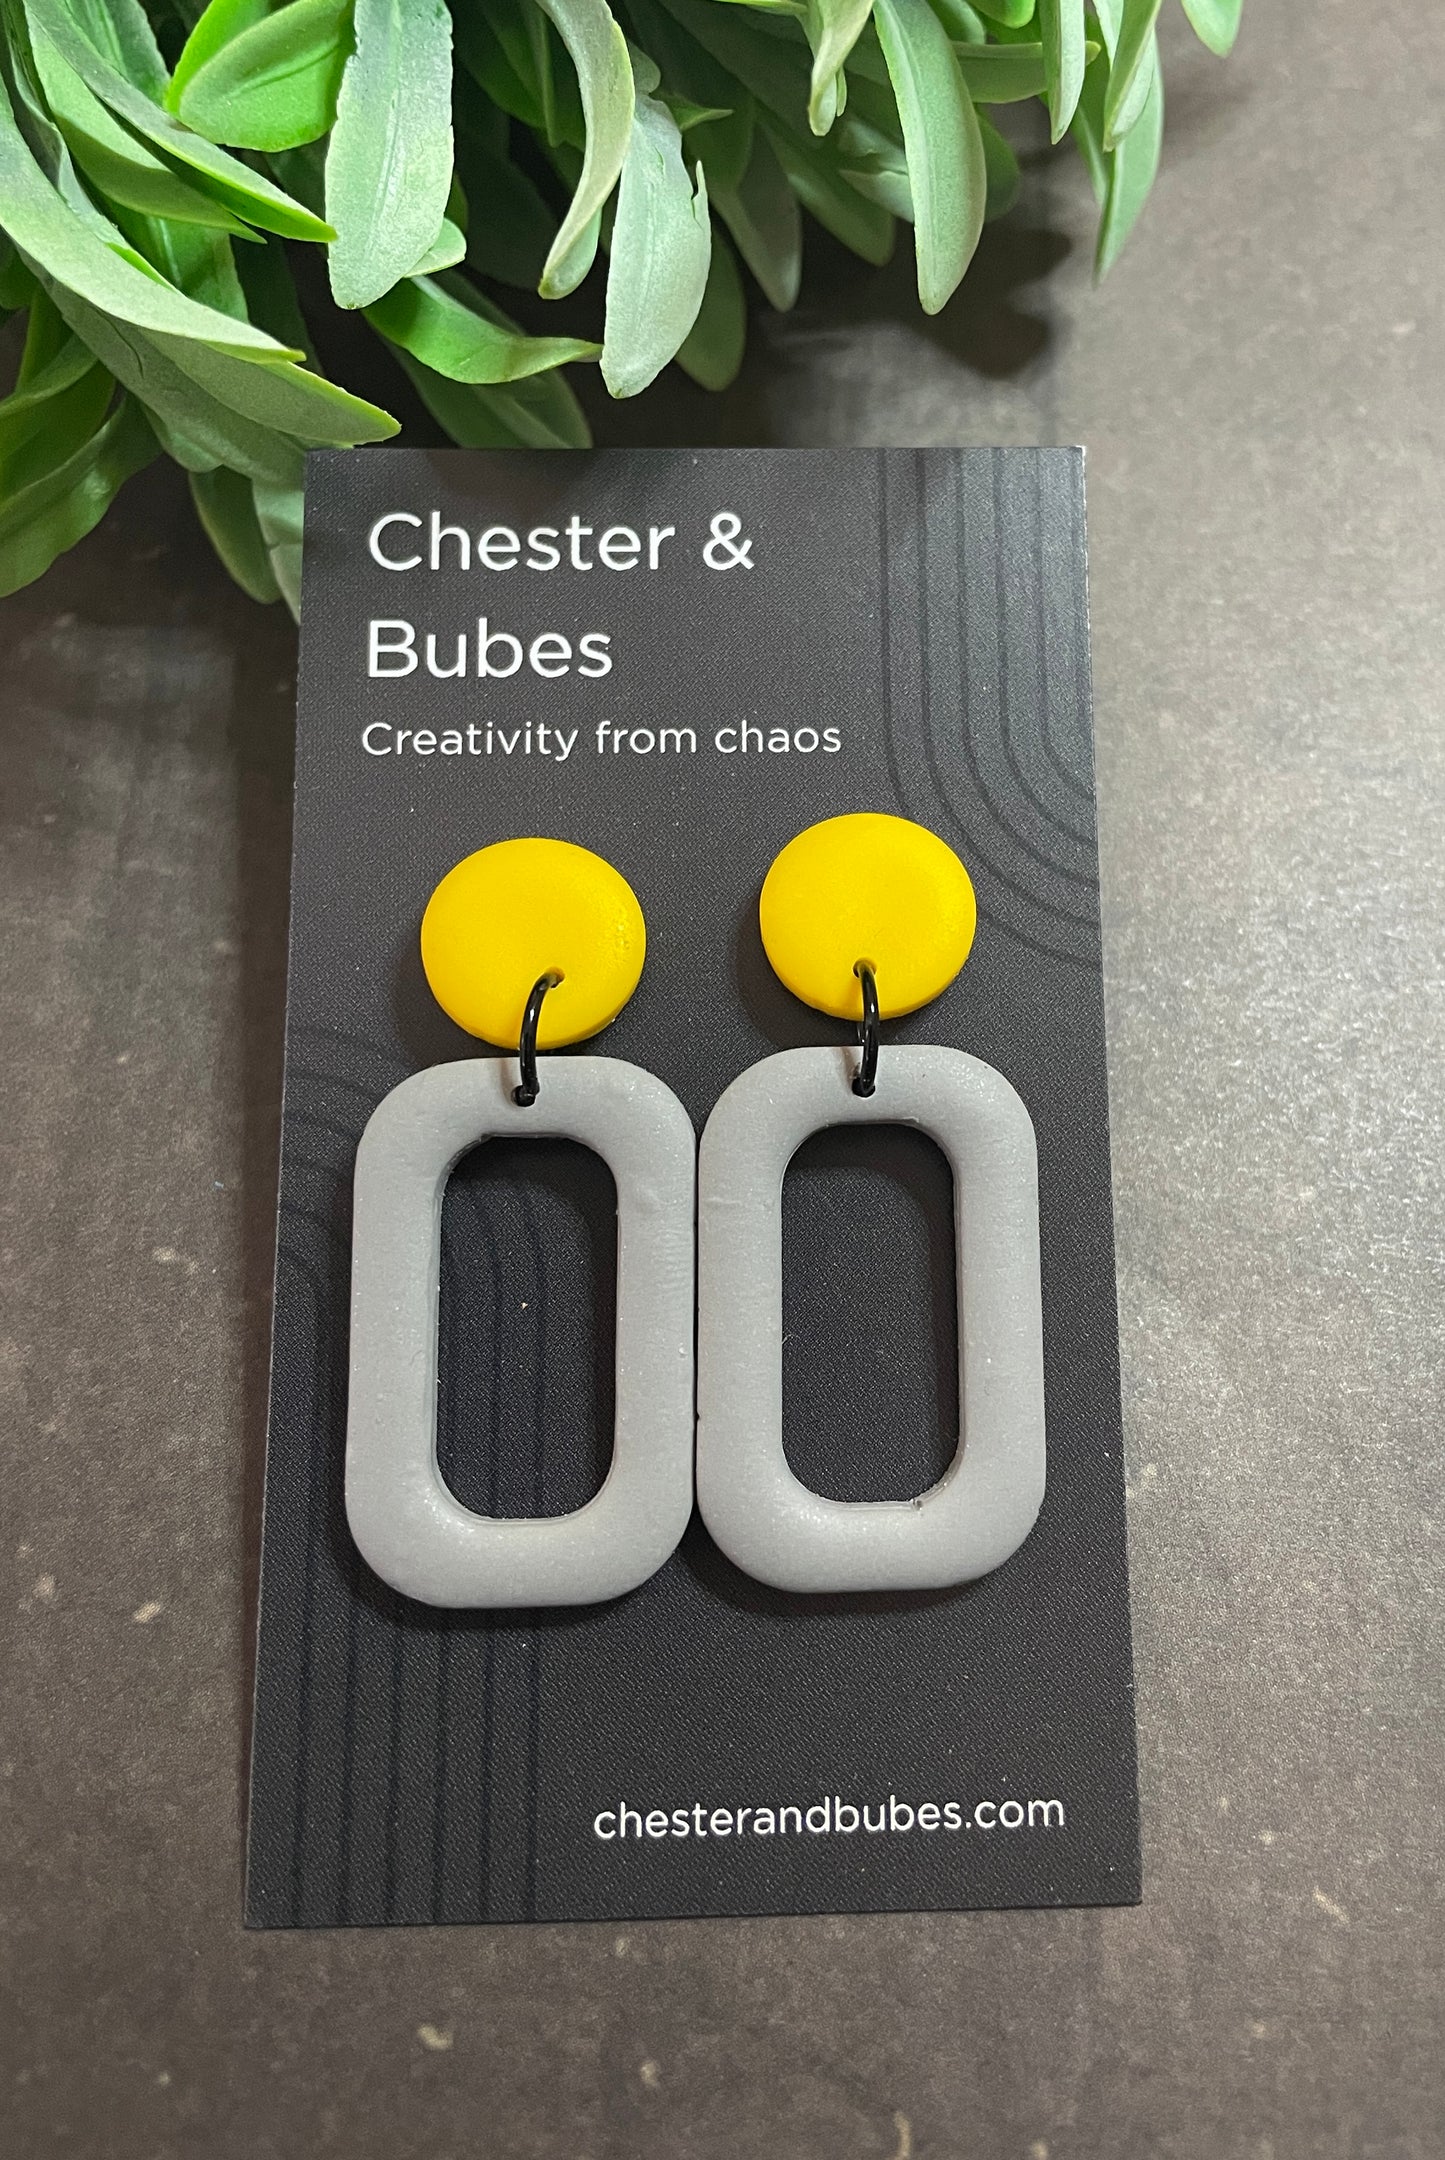 Chester &
Bubes
Creativity from chaos
chesterandbubes.com